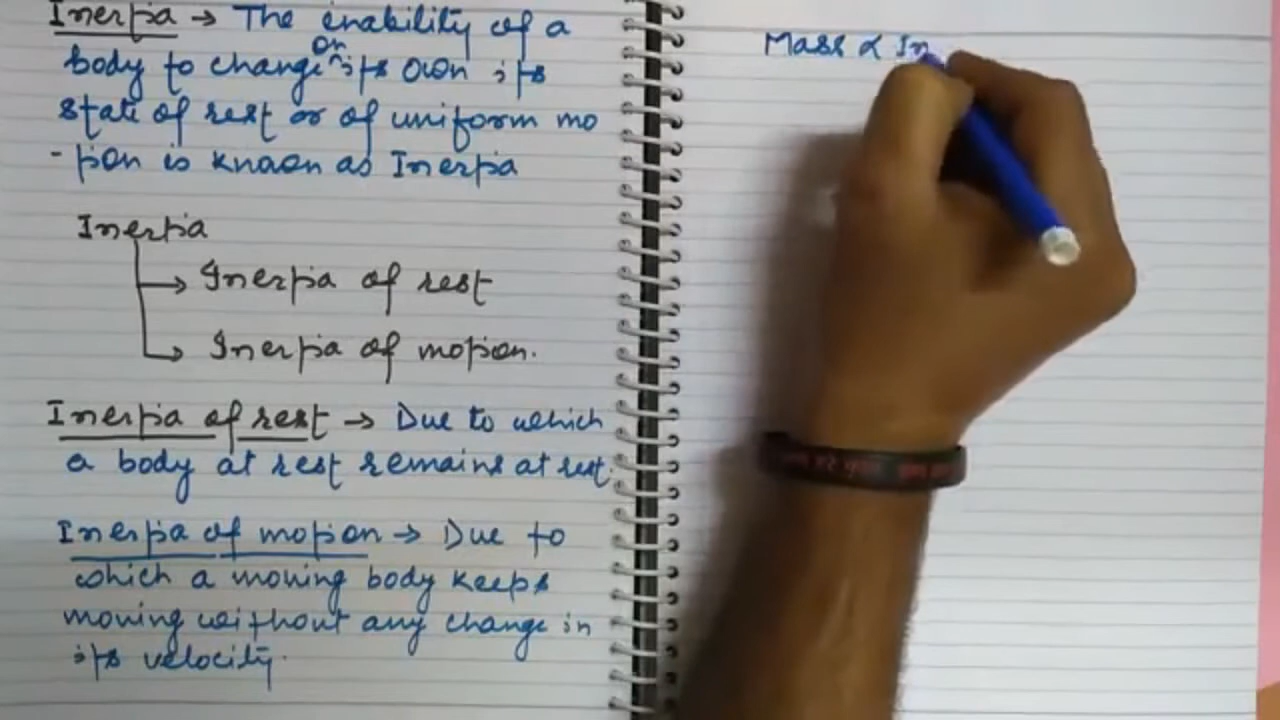 Inertia → The inability of a
body to change on its own its
state of rest or of uniform mo
- tion is known as Inertia
Inertia
→ Inertia of rest
→ Inertia of motion.
Inertia of rest → Due to which
a body at rest remains at rest.
Inertia of motion → Due to
which a moving body keeps
moving without any change in
its velocity.
Mass ∝ In